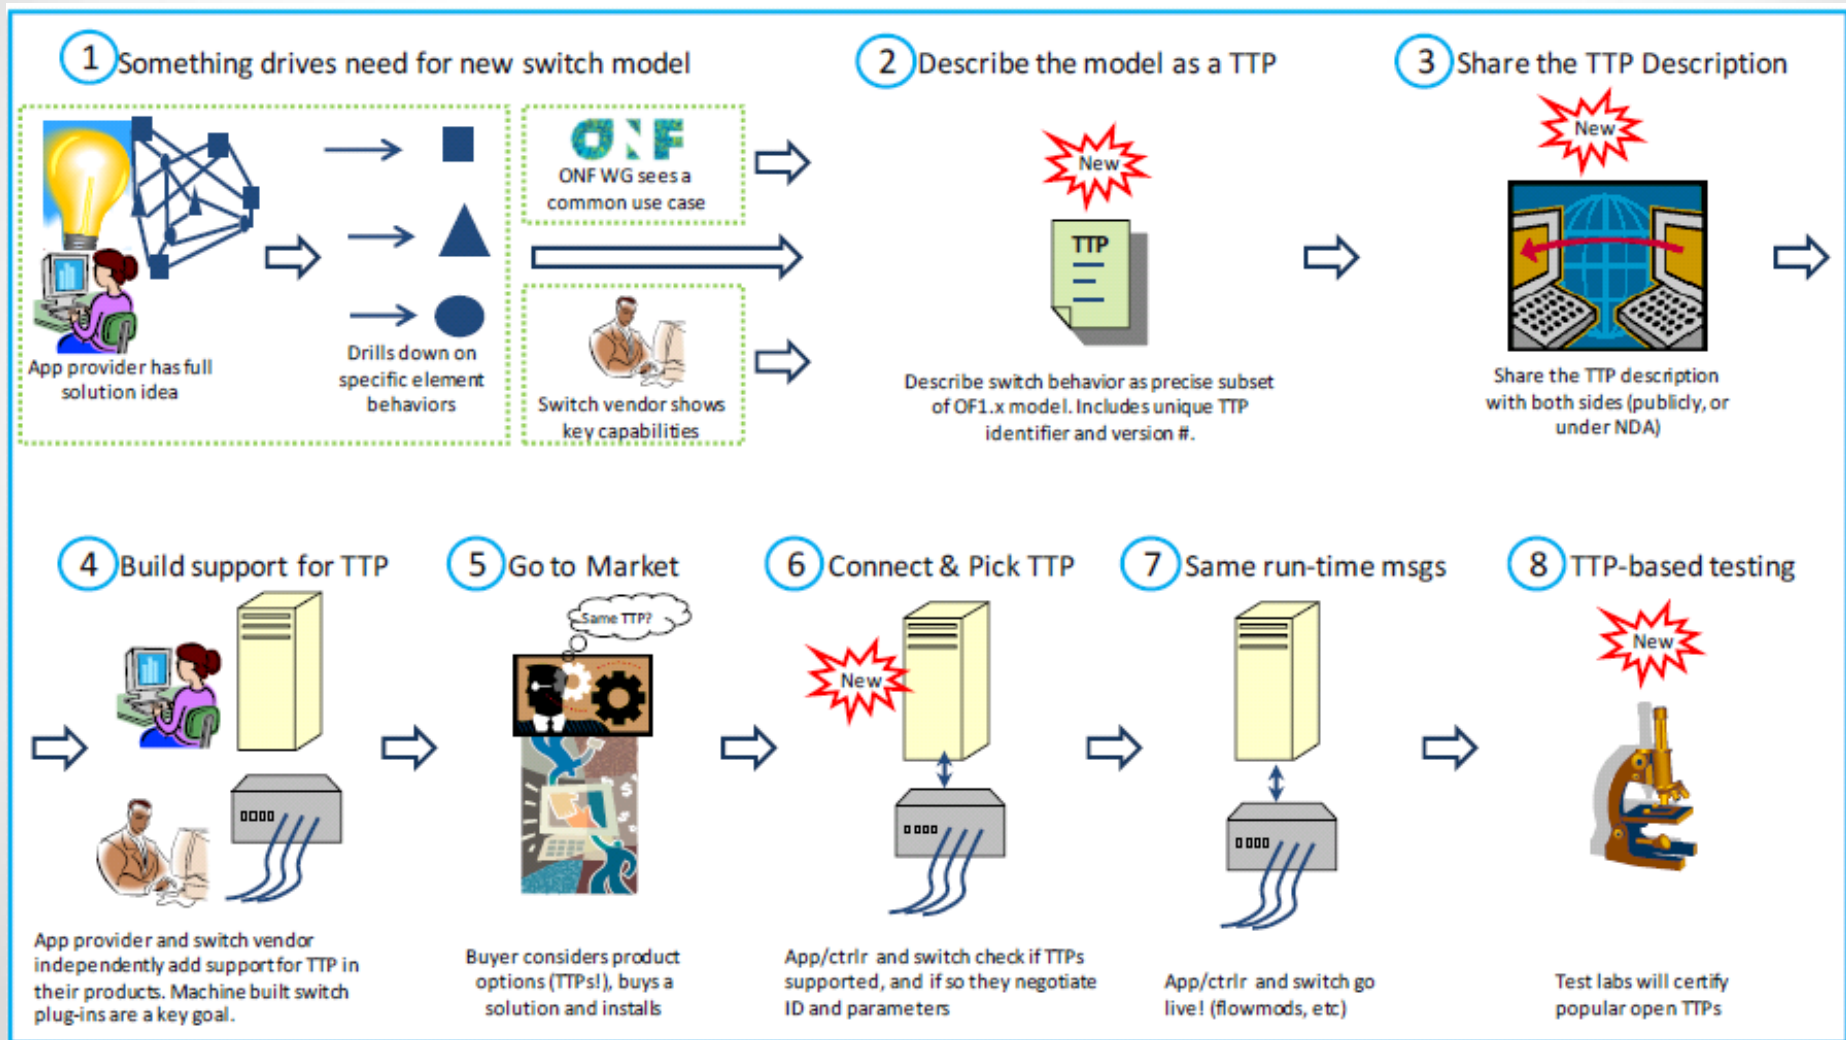 1 Something drives need for new switch model
ONF
ONF WG sees a
common use case
App provider has full
solution idea
Drills down on
specific element
behaviors
Switch vendor shows
key capabilities
2 Describe the model as a TTP
New
TTP
Describe switch behavior as precise subset
of OF1.x model. Includes unique TTP
identifier and version #.
3 Share the TTP Description
New
Share the TTP description
with both sides (publicly, or
under NDA)
4 Build support for TTP
App provider and switch vendor
independently add support for TTP in
their products. Machine built switch
plug-ins are a key goal.
5 Go to Market
Same TTP?
$
$
$
Buyer considers product
options (TTPs!), buys a
solution and installs
6 Connect & Pick TTP
New
App/ctrlr and switch check if TTPs
supported, and if so they negotiate
ID and parameters
7 Same run-time msgs
App/ctrlr and switch go
live! (flowmods, etc)
8 TTP-based testing
New
Test labs will certify
popular open TTPs